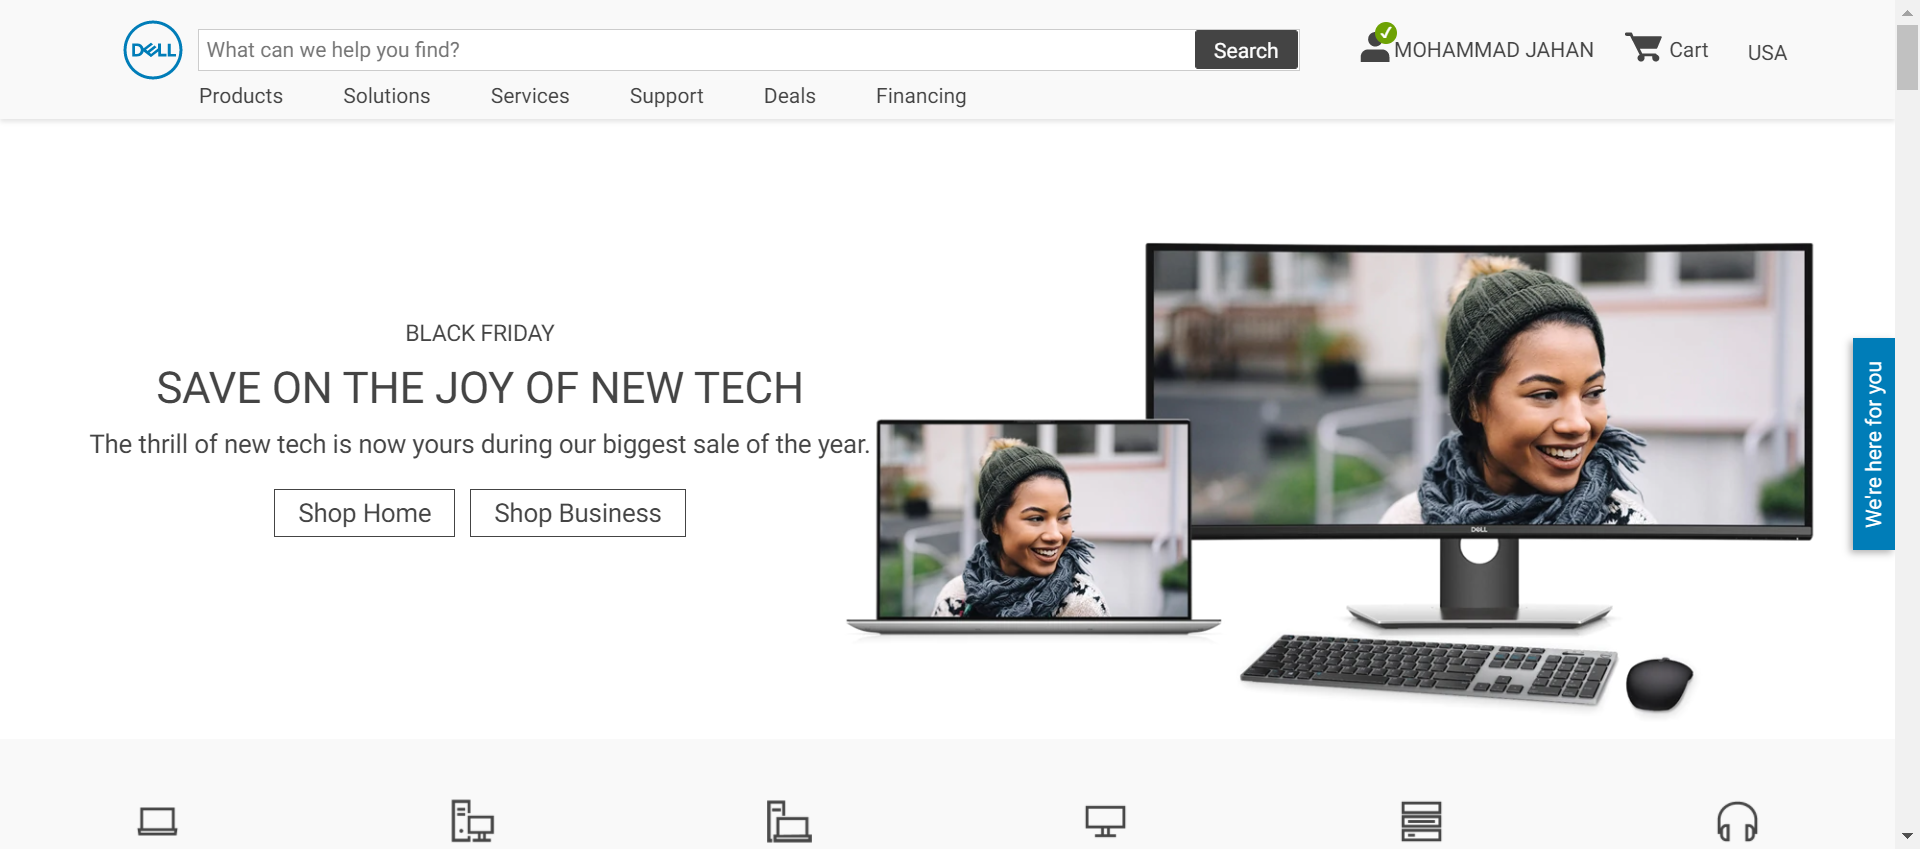 DELL
What can we help you find?
Search
MOHAMMAD JAHAN
Cart
USA
Products
Solutions
Services
Support
Deals
Financing
BLACK FRIDAY
SAVE ON THE JOY OF NEW TECH
The thrill of new tech is now yours during our biggest sale of the year.
Shop Home
Shop Business
DELL
We're here for you